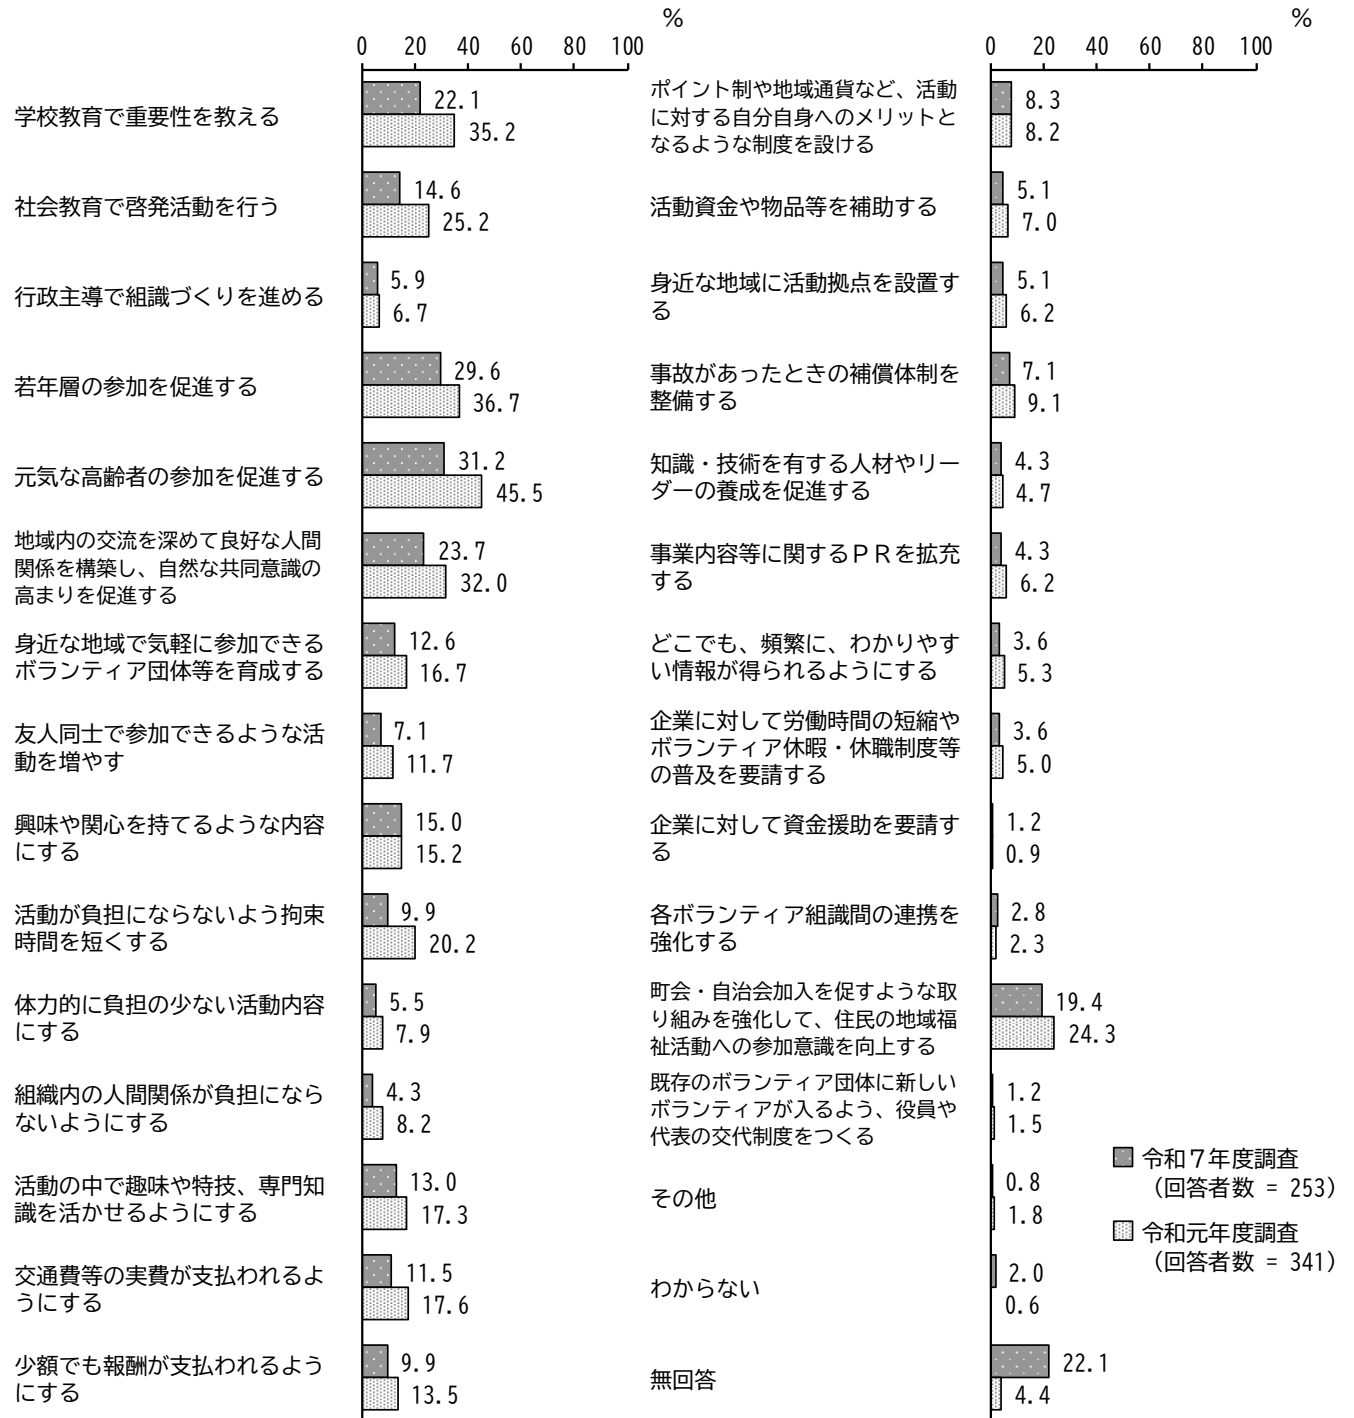 %
0 20 40 60 80 100
学校教育で重要性を教える
22.1
35.2
社会教育で啓発活動を行う
14.6
25.2
行政主導で組識づくりを進める
5.9
6.7
若年層の参加を促進する
29.6
36.7
元気な高齢者の参加を促進する
31.2
45.5
地域内の交流を深めて良好な人間
関係を構築し、自然な共同意識の
高まりを促進する
23.7
32.0
身近な地域で気軽に参加できる
ボランティア団体等を育成する
12.6
16.7
友人同士で参加できるような活
動を増やす
7.1
11.7
興味や関心を持てるような内容
にする
15.0
15.2
活動が負担にならないよう拘束
時間を短くする
9.9
20.2
体力的に負担の少ない活動内容
にする
5.5
7.9
組織内の人間関係が負担になら
ないようにする
4.3
8.2
活動の中で趣味や特技、専門知
識を活かせるようにする
13.0
17.3
交通費等の実費が支払われるよ
うにする
11.5
17.6
少額でも報酬が支払われるよう
にする
9.9
13.5
%
0 20 40 60 80 100
ポイント制や地域通貨など、活動
に対する自分自身へのメリットと
なるような制度を設ける
8.3
8.2
活動資金や物品等を補助する
5.1
7.0
身近な地域に活動拠点を設置す
る
5.1
6.2
事故があったときの補償体制を
整備する
7.1
9.1
知識・技術を有する人材やリー
ダーの養成を促進する
4.3
4.7
事業内容等に関するＰＲを拡充
する
4.3
6.2
どこでも、頻繁に、わかりやす
い情報が得られるようにする
3.6
5.3
企業に対して労働時間の短縮や
ボランティア休暇・休職制度等
の普及を要請する
3.6
5.0
企業に対して資金援助を要請す
る
1.2
0.9
各ボランティア組識間の連携を
強化する
2.8
2.3
町会・自治会加入を促すような取
り組みを強化して、住民の地域福
祉活動への参加意識を向上する
19.4
24.3
既存のボランティア団体に新しい
ボランティアが入るよう、役員や
代表の交代制度をつくる
1.2
1.5
その他
0.8
1.8
わからない
2.0
0.6
無回答
22.1
4.4
令和７年度調査
（回答者数 = 253）
令和元年度調査
（回答者数 = 341）